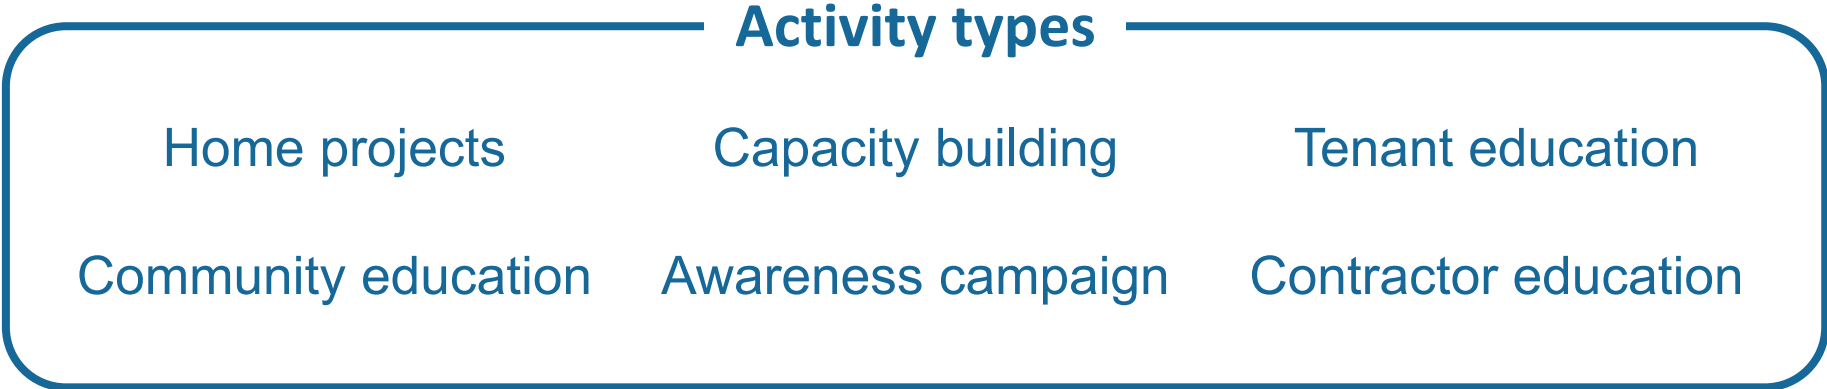 Activity types
Home projects Capacity building Tenant education
Community education Awareness campaign Contractor education